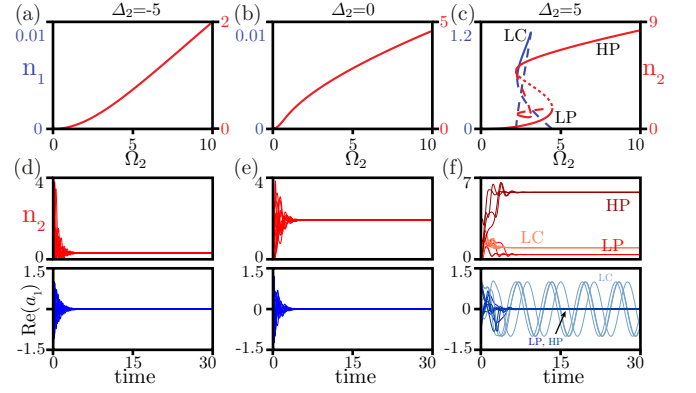 (a) Δ₂=-5 (b) Δ₂=0 (c) Δ₂=5
0.01 2 0.01 5 1.2 LC 9
HP
n₁ n₂
LP
0 0 0 0 0 0
0 Ω₂ 10 0 Ω₂ 10 0 Ω₂ 10
(d) (e) (f)
4 4 7
HP
n₂
LC
LP
0 0 0
1.5 1.5 1.5
LC
Re(a₁) 0 0 0
LP, HP
-1.5 -1.5 -1.5
0 15 30 0 15 30 0 15 30
time time time